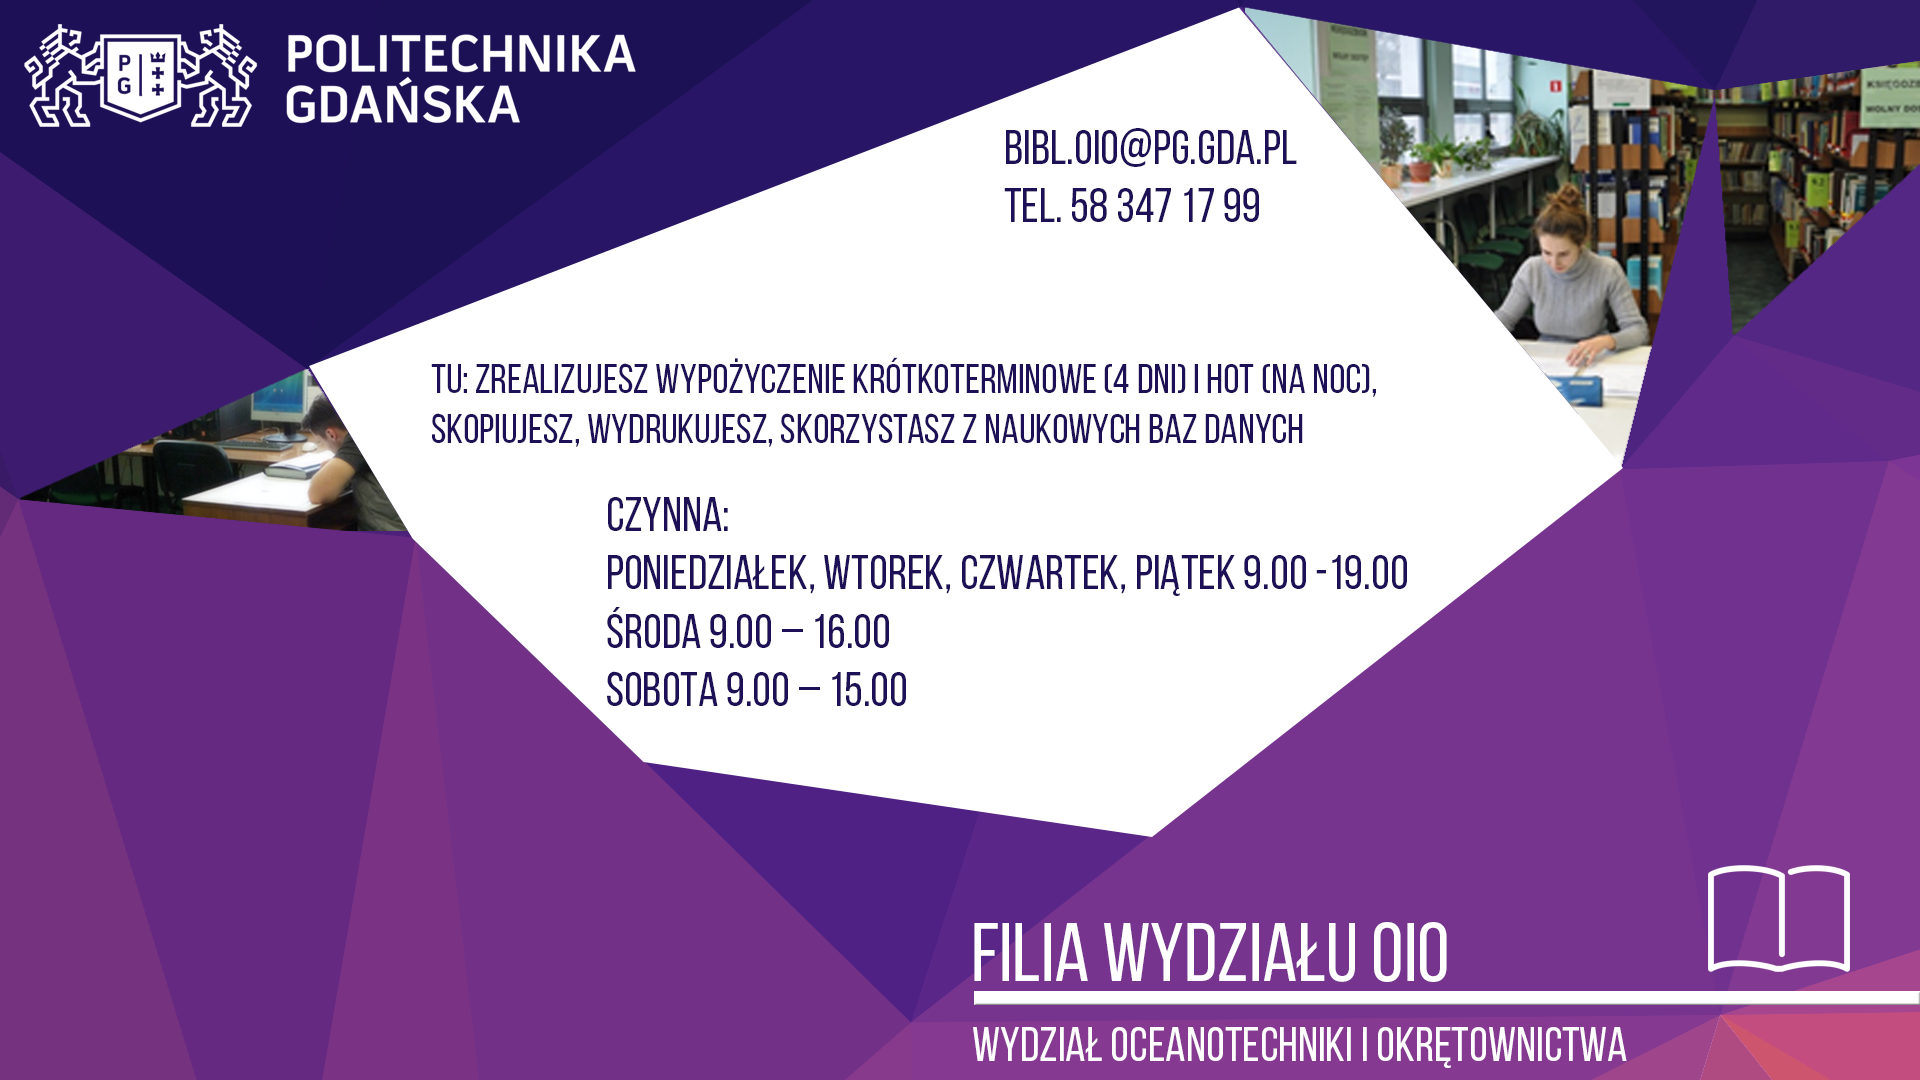 P G
POLITECHNIKA
GDAŃSKA
BIBL.OIO@PG.GDA.PL
TEL. 58 347 17 99
TU: ZREALIZUJESZ WYPOŻYCZENIE KRÓTKOTERMINOWE (4 DNI) I HOT (NA NOC),
SKOPIUJESZ, WYDRUKUJESZ, SKORZYSTASZ Z NAUKOWYCH BAZ DANYCH
CZYNNA:
PONIEDZIAŁEK, WTOREK, CZWARTEK, PIĄTEK 9.00 -19.00
ŚRODA 9.00 – 16.00
SOBOTA 9.00 – 15.00
FILIA WYDZIAŁU OIO
WYDZIAŁ OCEANOTECHNIKI I OKRĘTOWNICTWA